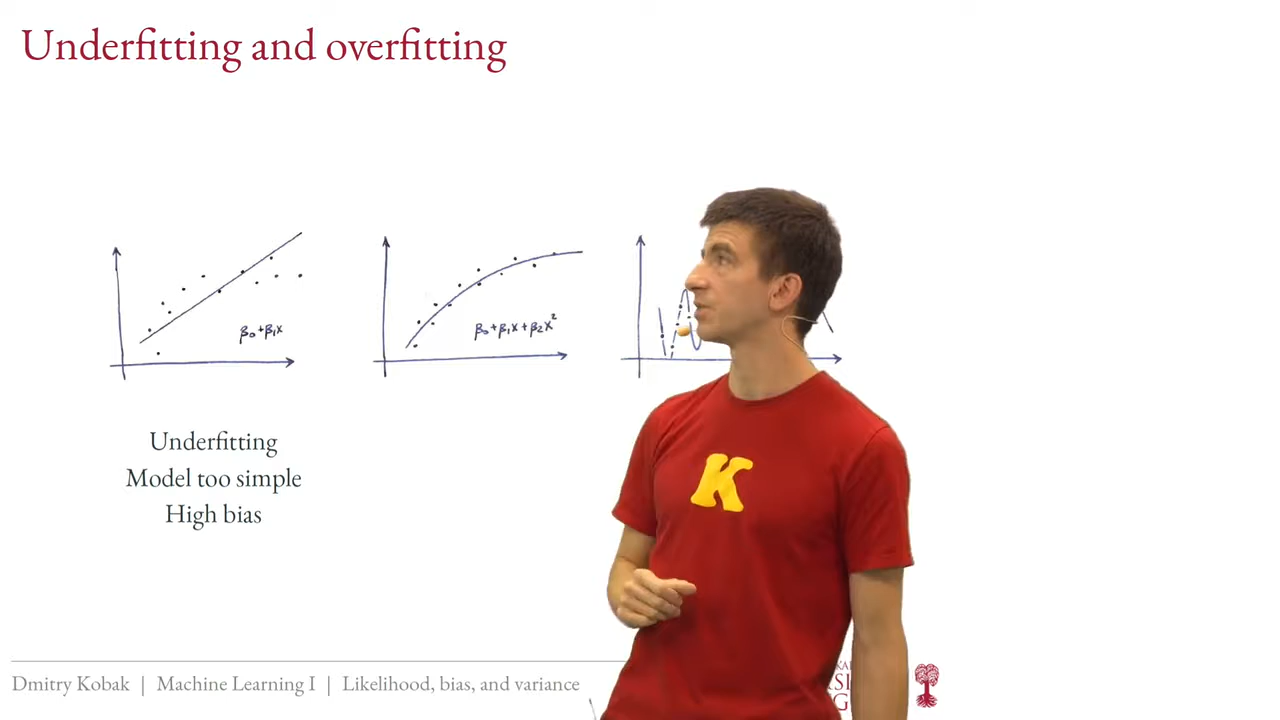 Underfitting and overfitting
β₀+β₁x
β₀+β₁x+β₂x²
Underfitting
Model too simple
High bias
K
Dmitry Kobak | Machine Learning I | Likelihood, bias, and variance